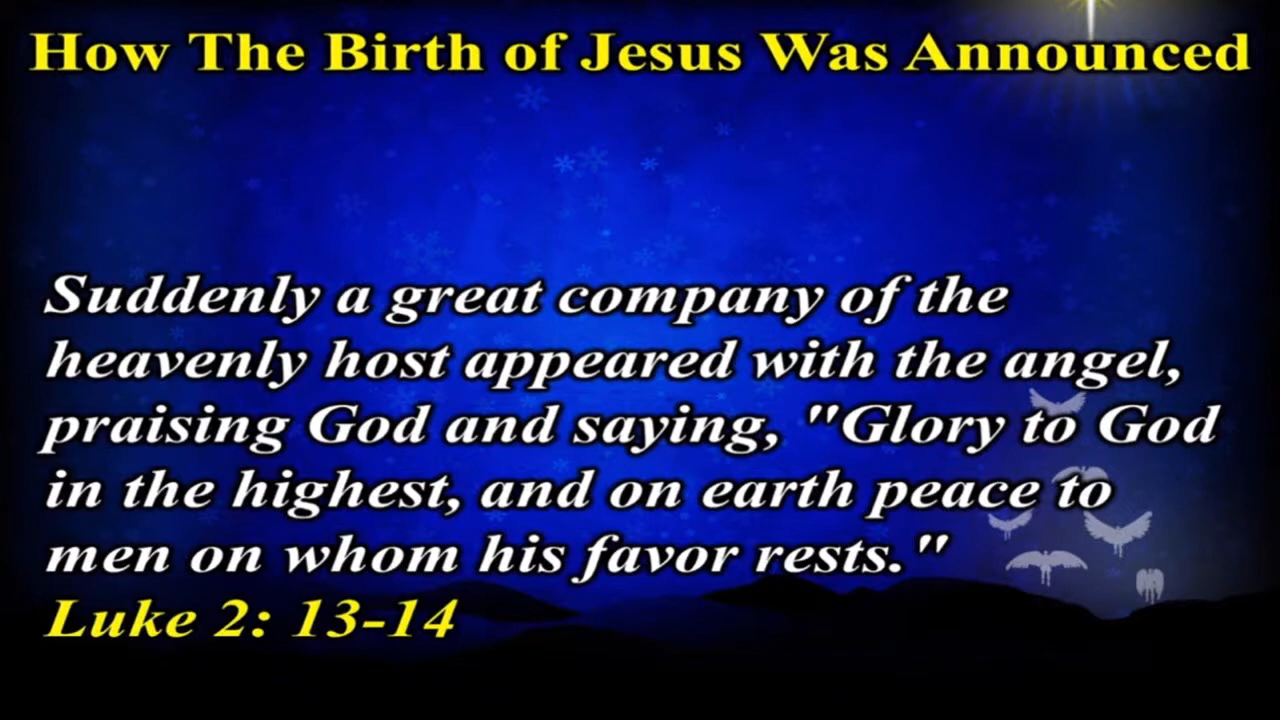 How The Birth of Jesus Was Announced
Suddenly a great company of the
heavenly host appeared with the angel,
praising God and saying, "Glory to God
in the highest, and on earth peace to
men on whom his favor rests."
Luke 2: 13-14